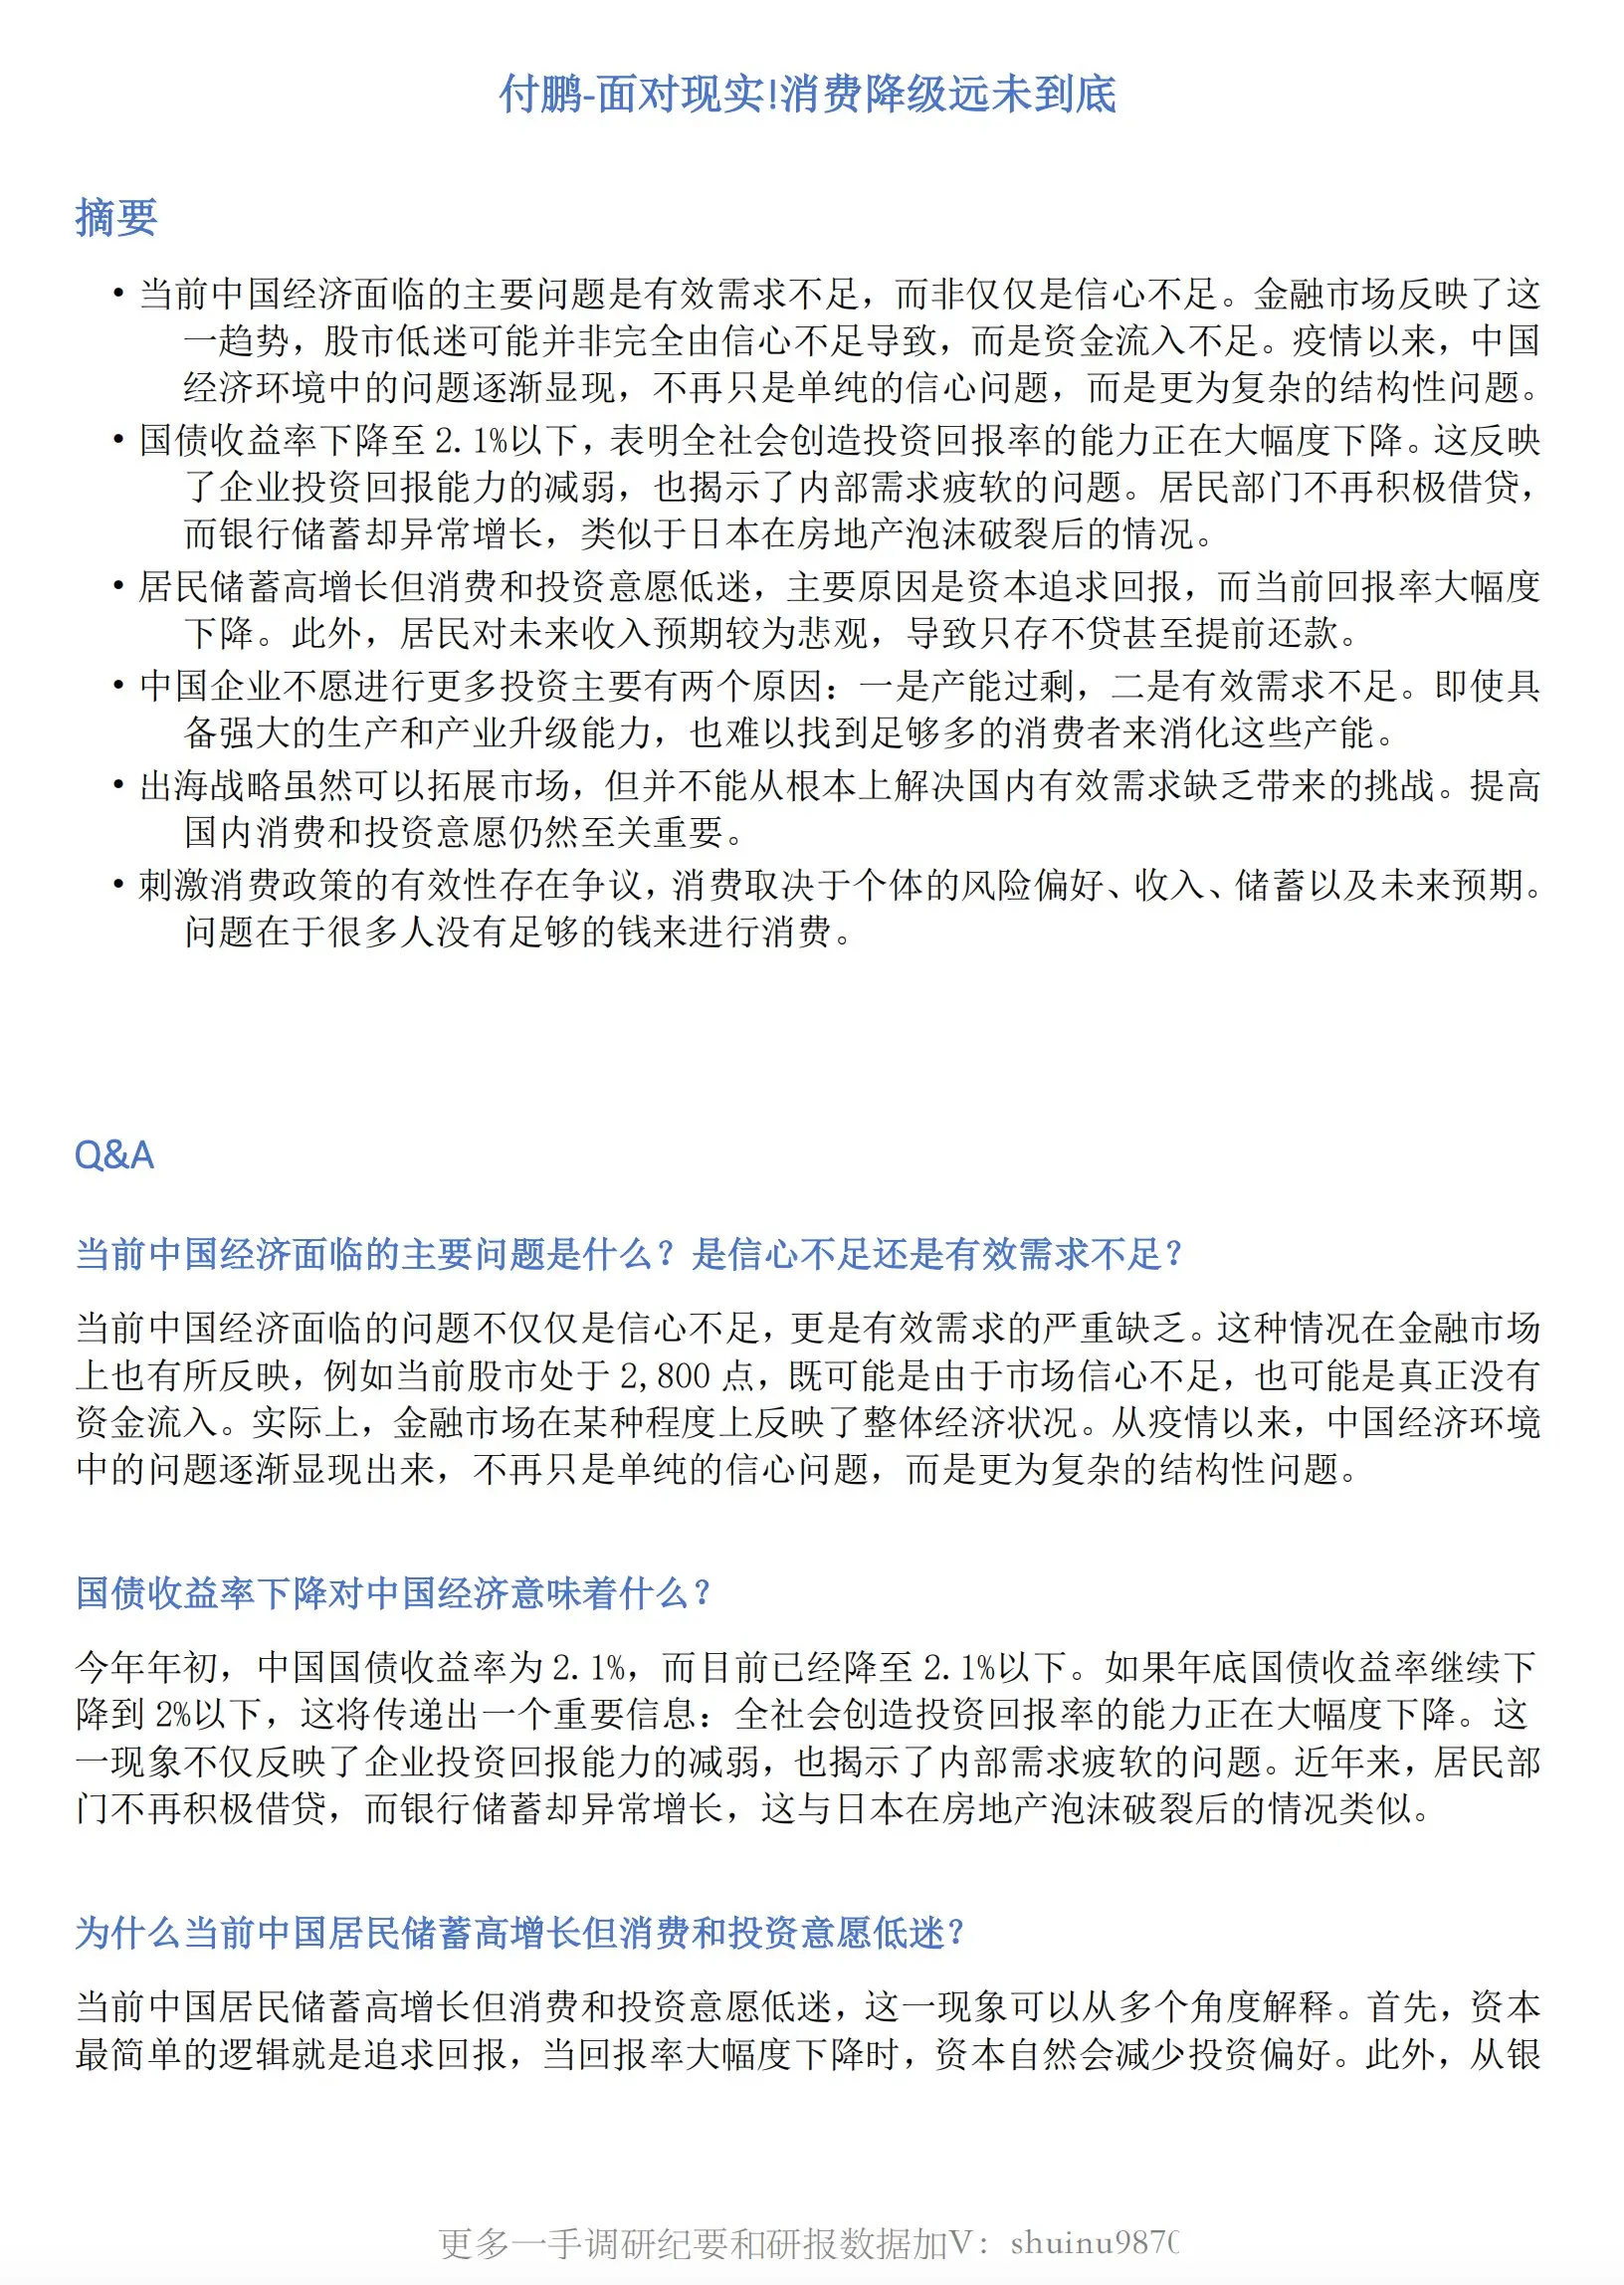 付鹏-面对现实!消费降级远未到底
摘要
• 当前中国经济面临的主要问题是有效需求不足，而非仅仅是信心不足。金融市场反映了这
一趋势，股市低迷可能并非完全由信心不足导致，而是资金流入不足。疫情以来，中国
经济环境中的问题逐渐显现，不再只是单纯的信心问题，而是更为复杂的结构性问题。
• 国债收益率下降至 2.1%以下，表明全社会创造投资回报率的能力正在大幅度下降。这反映
了企业投资回报能力的减弱，也揭示了内部需求疲软的问题。居民部门不再积极借贷，
而银行储蓄却异常增长，类似于日本在房地产泡沫破裂后的情况。
• 居民储蓄高增长但消费和投资意愿低迷，主要原因是资本追求回报，而当前回报率大幅度
下降。此外，居民对未来收入预期较为悲观，导致只存不贷甚至提前还款。
• 中国企业不愿进行更多投资主要有两个原因：一是产能过剩，二是有效需求不足。即使具
备强大的生产和产业升级能力，也难以找到足够多的消费者来消化这些产能。
• 出海战略虽然可以拓展市场，但并不能从根本上解决国内有效需求缺乏带来的挑战。提高
国内消费和投资意愿仍然至关重要。
• 刺激消费政策的有效性存在争议，消费取决于个体的风险偏好、收入、储蓄以及未来预期。
问题在于很多人没有足够的钱来进行消费。
Q&A
当前中国经济面临的主要问题是什么？是信心不足还是有效需求不足？
当前中国经济面临的问题不仅仅是信心不足，更是有效需求的严重缺乏。这种情况在金融市场
上也有所反映，例如当前股市处于 2,800 点，既可能是由于市场信心不足，也可能是真正没有
资金流入。实际上，金融市场在某种程度上反映了整体经济状况。从疫情以来，中国经济环境
中的问题逐渐显现出来，不再只是单纯的信心问题，而是更为复杂的结构性问题。
国债收益率下降对中国经济意味着什么？
今年年初，中国国债收益率为 2.1%，而目前已经降至 2.1%以下。如果年底国债收益率继续下
降到 2%以下，这将传递出一个重要信息：全社会创造投资回报率的能力正在大幅度下降。这
一现象不仅反映了企业投资回报能力的减弱，也揭示了内部需求疲软的问题。近年来，居民部
门不再积极借贷，而银行储蓄却异常增长，这与日本在房地产泡沫破裂后的情况类似。
为什么当前中国居民储蓄高增长但消费和投资意愿低迷？
当前中国居民储蓄高增长但消费和投资意愿低迷，这一现象可以从多个角度解释。首先，资本
最简单的逻辑就是追求回报，当回报率大幅度下降时，资本自然会减少投资偏好。此外，从银
更多一手调研纪要和研报数据加V：shuinu987